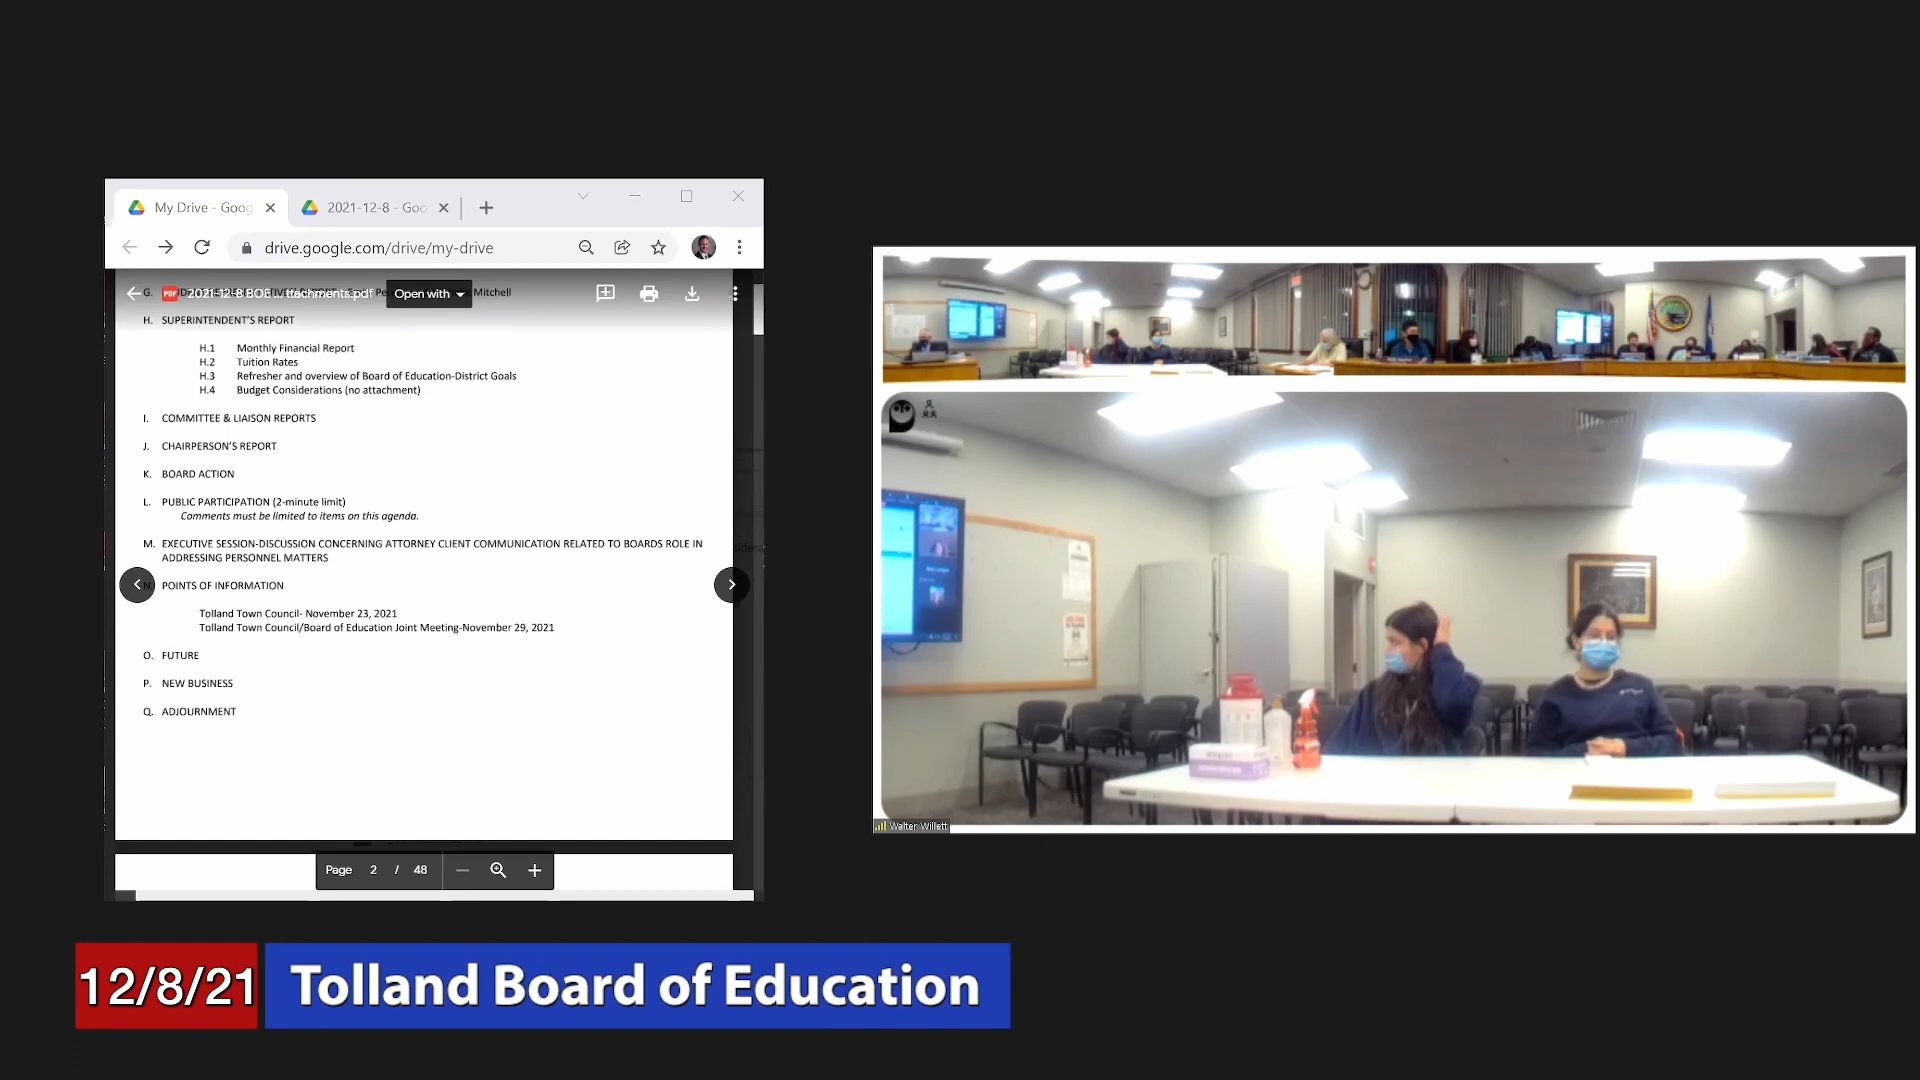 My Drive - Goog
2021-12-8 - Goo
drive.google.com/drive/my-drive
G.
Mitchell
PDF
2021-12-8 BOE ... ttachments.pdf
Open with
H. SUPERINTENDENT'S REPORT
H.1 Monthly Financial Report
H.2 Tuition Rates
H.3 Refresher and overview of Board of Education-District Goals
H.4 Budget Considerations (no attachment)
I. COMMITTEE & LIAISON REPORTS
J. CHAIRPERSON'S REPORT
K. BOARD ACTION
L. PUBLIC PARTICIPATION (2-minute limit)
Comments must be limited to items on this agenda.
M. EXECUTIVE SESSION-DISCUSSION CONCERNING ATTORNEY CLIENT COMMUNICATION RELATED TO BOARDS ROLE IN
ADDRESSING PERSONNEL MATTERS
N. POINTS OF INFORMATION
Tolland Town Council- November 23, 2021
Tolland Town Council/Board of Education Joint Meeting-November 29, 2021
O. FUTURE
P. NEW BUSINESS
Q. ADJOURNMENT
Page 2 / 48
Walter Willett
12/8/21
Tolland Board of Education